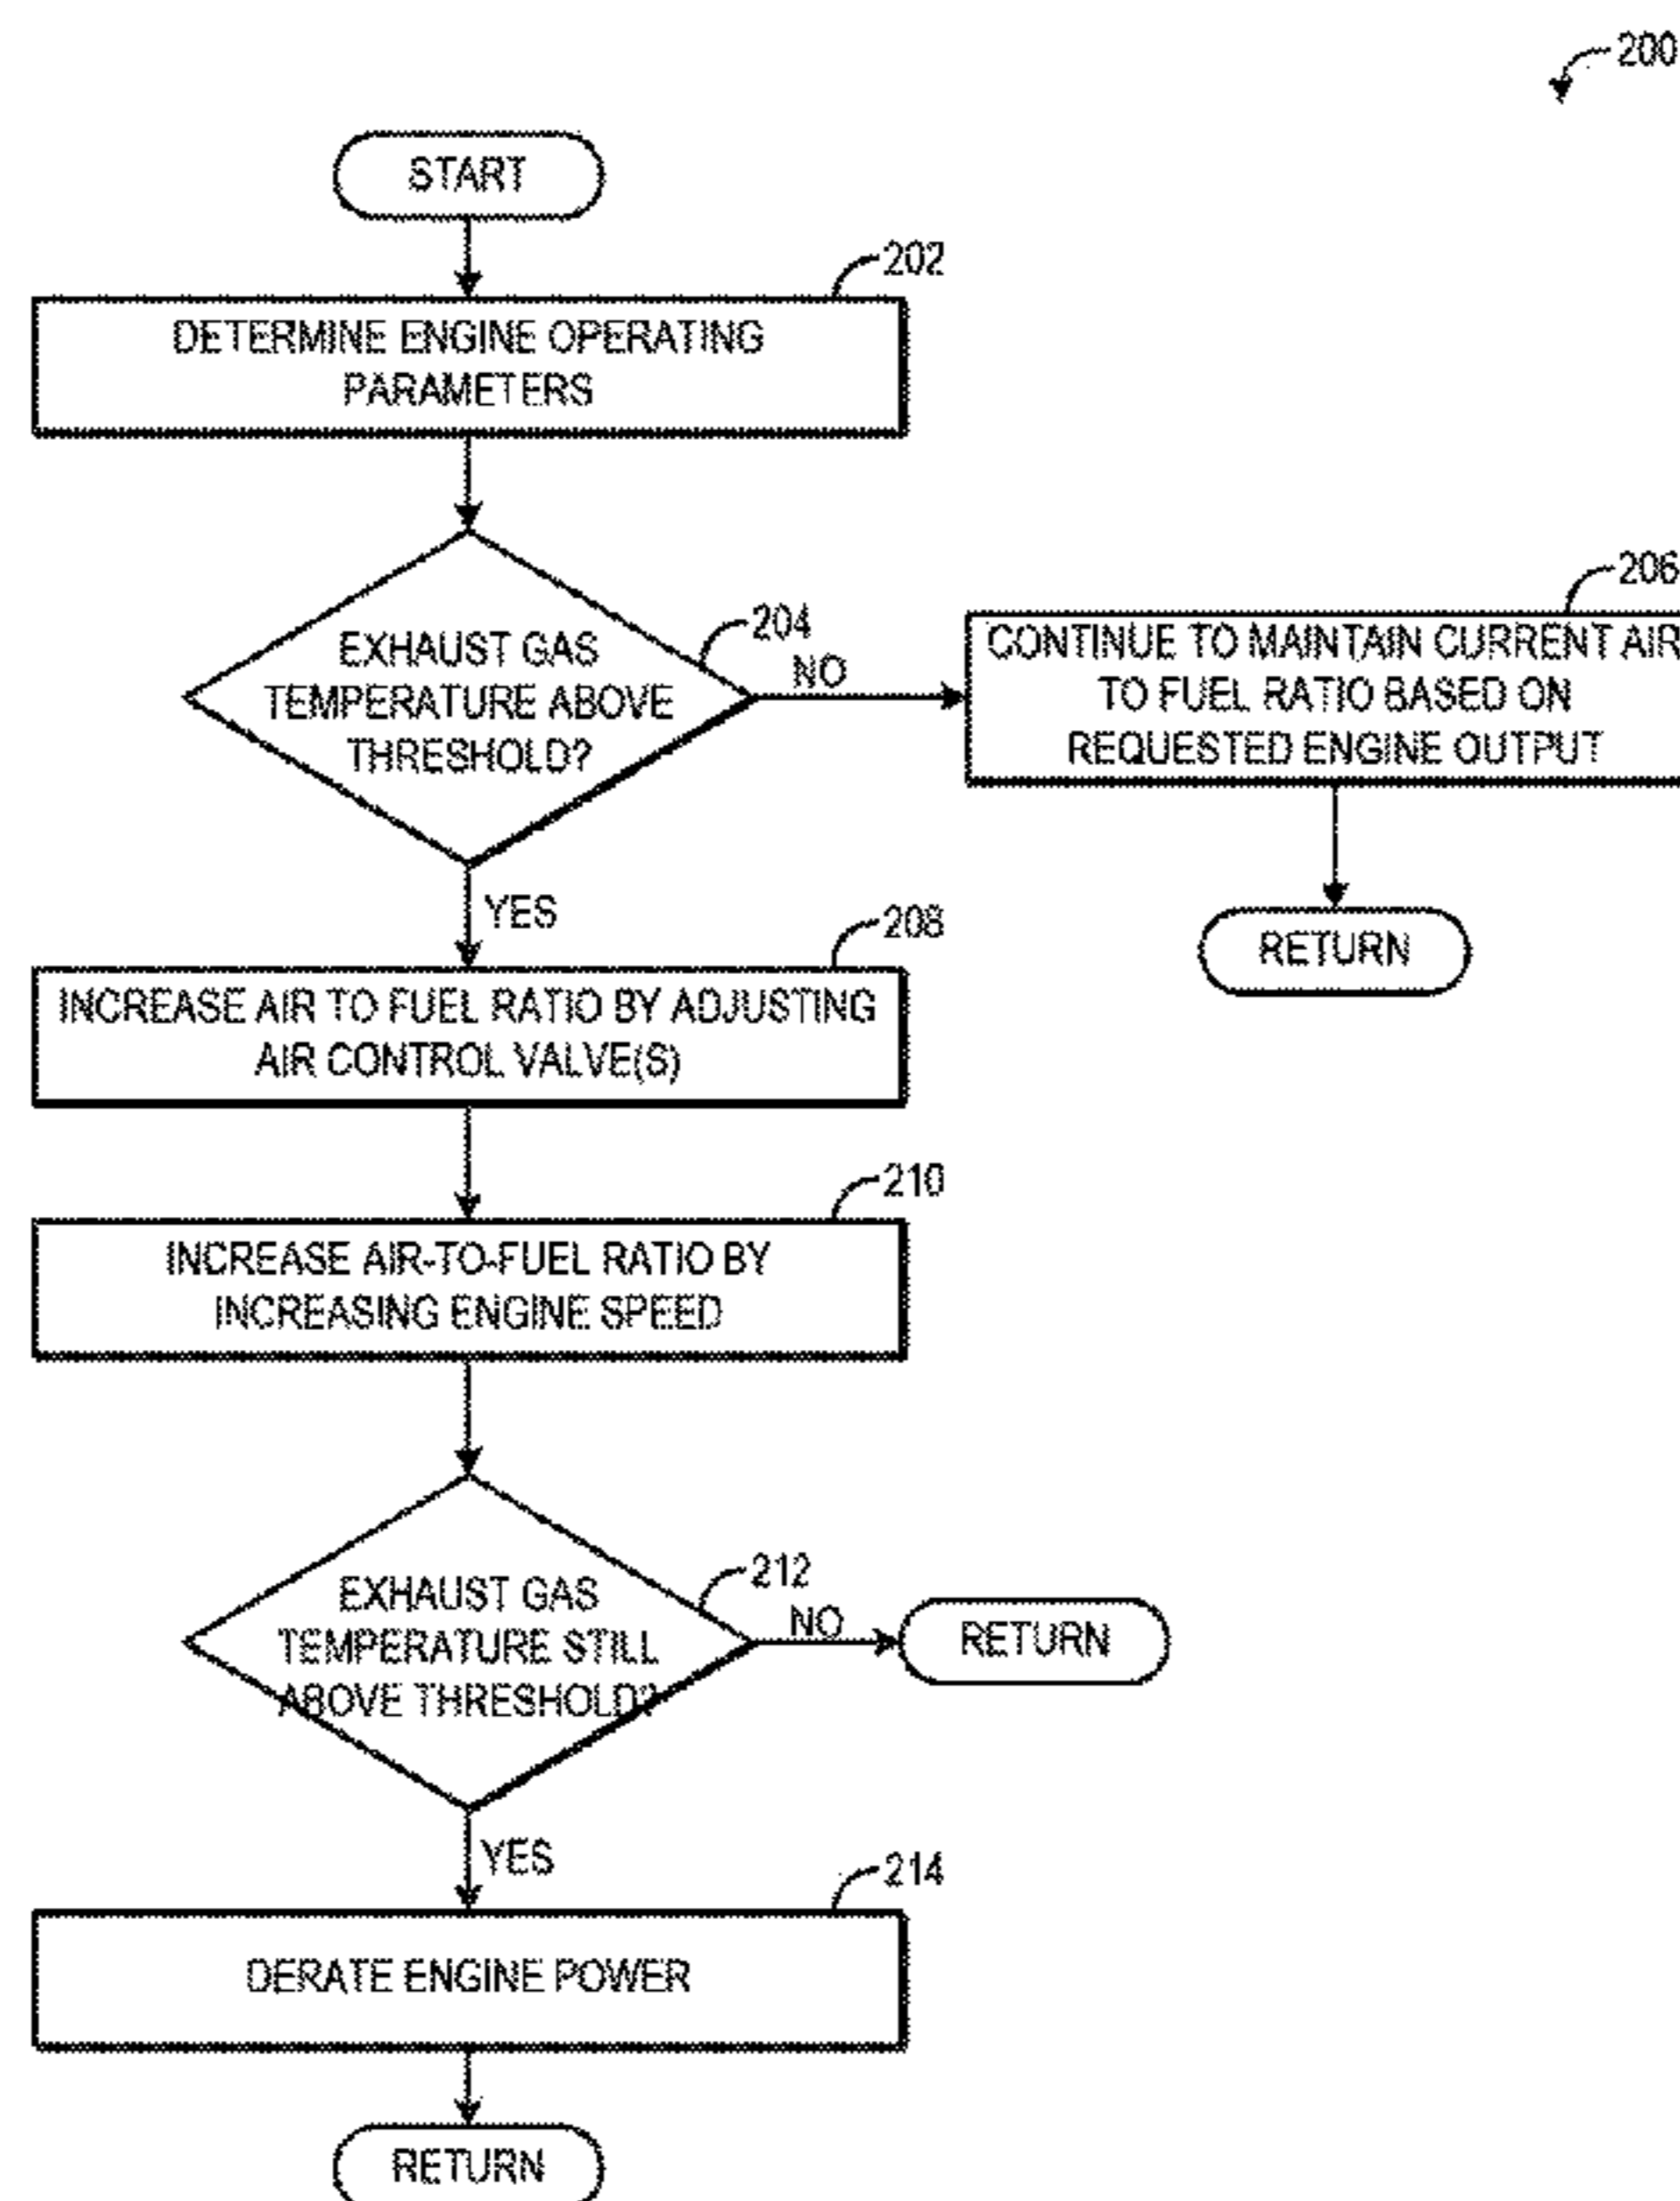 200
START
202
DETERMINE ENGINE OPERATING
PARAMETERS
204
EXHAUST GAS
TEMPERATURE ABOVE
THRESHOLD?
NO
206
CONTINUE TO MAINTAIN CURRENT AIR
TO FUEL RATIO BASED ON
REQUESTED ENGINE OUTPUT
RETURN
YES
208
INCREASE AIR TO FUEL RATIO BY ADJUSTING
AIR CONTROL VALVE(S)
210
INCREASE AIR-TO-FUEL RATIO BY
INCREASING ENGINE SPEED
212
EXHAUST GAS
TEMPERATURE STILL
ABOVE THRESHOLD?
NO
RETURN
YES
214
DERATE ENGINE POWER
RETURN